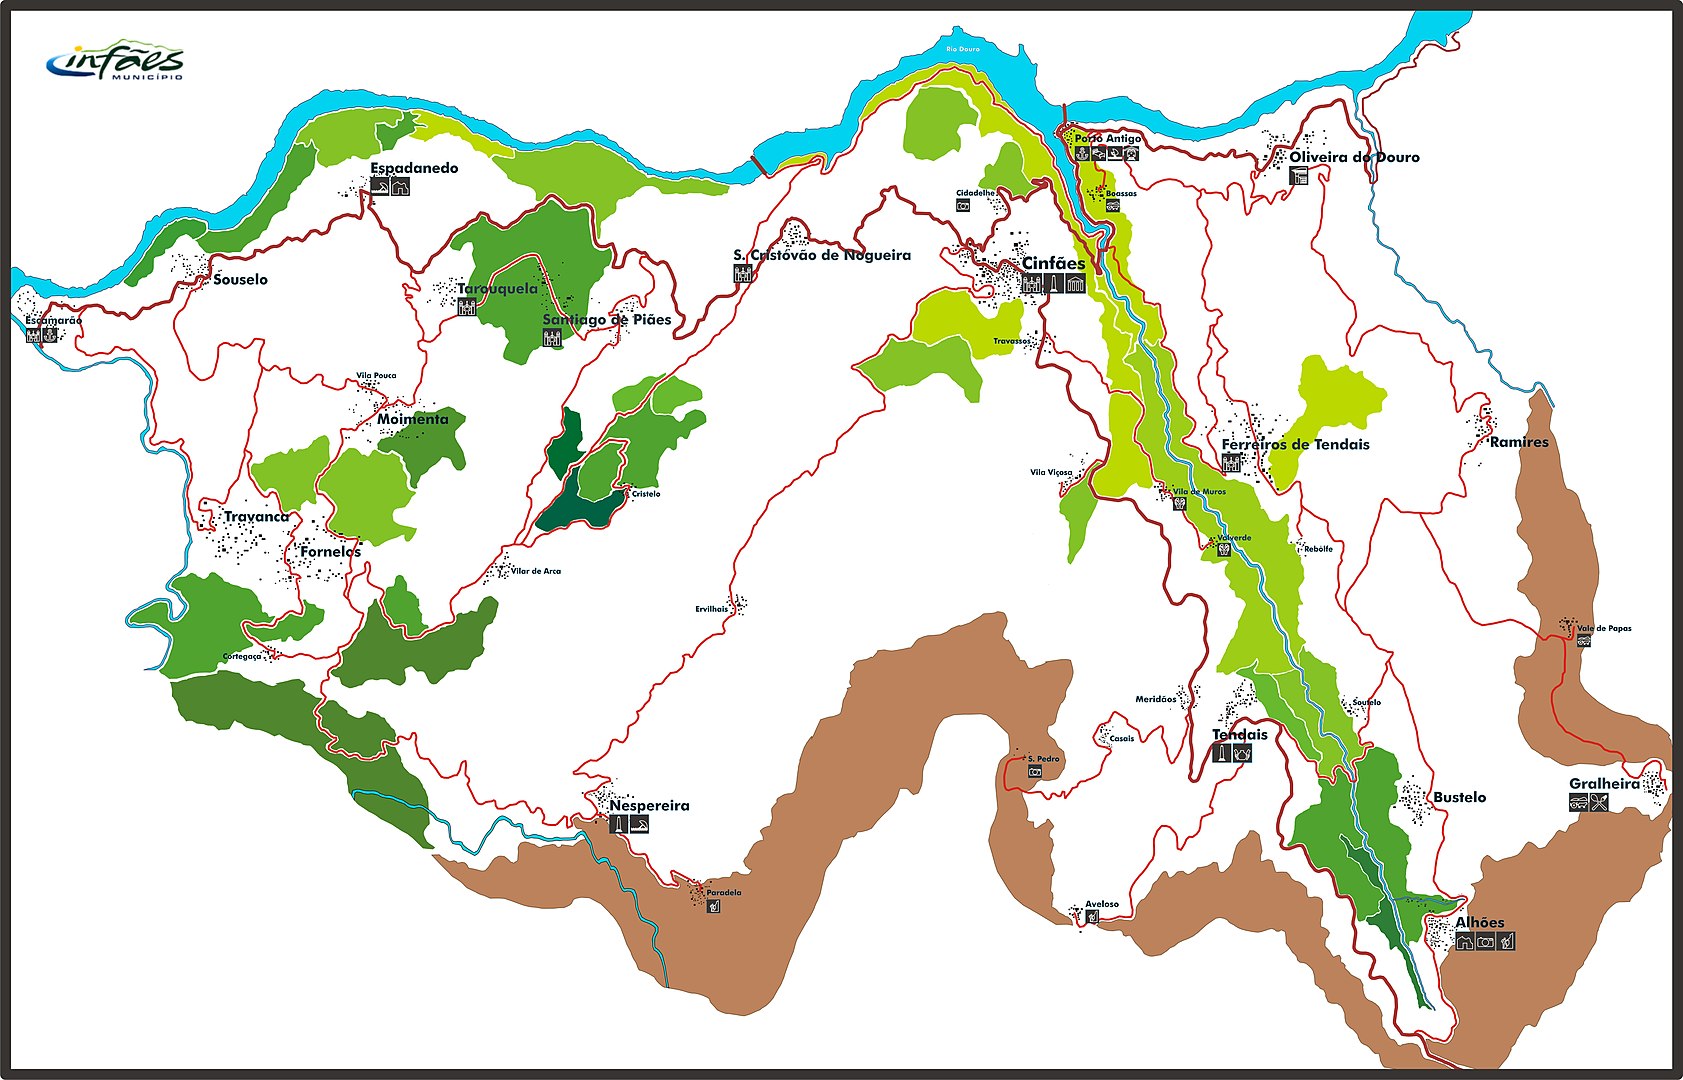 Cinfães
MUNICÍPIO
Rio Douro
Porto Antigo
Oliveira do Douro
Espadanedo
Cidadelhe
Boassas
S. Cristóvão de Nogueira
Cinfães
Souselo
Tarouquela
Escamarão
Santiago de Piães
Travassos
Vila Pouca
Moimenta
Ferreiros de Tendais
Ramires
Vila Viçosa
Vila de Muros
Cristelo
Travanca
Valverde
Fornelos
Rebolfe
Vilar de Arca
Ervilhais
Vale de Papas
Cortegaça
Meridãos
Soutelo
Tendais
Casais
S. Pedro
Gralheira
Bustelo
Nespereira
Paradela
Aveloso
Alhões